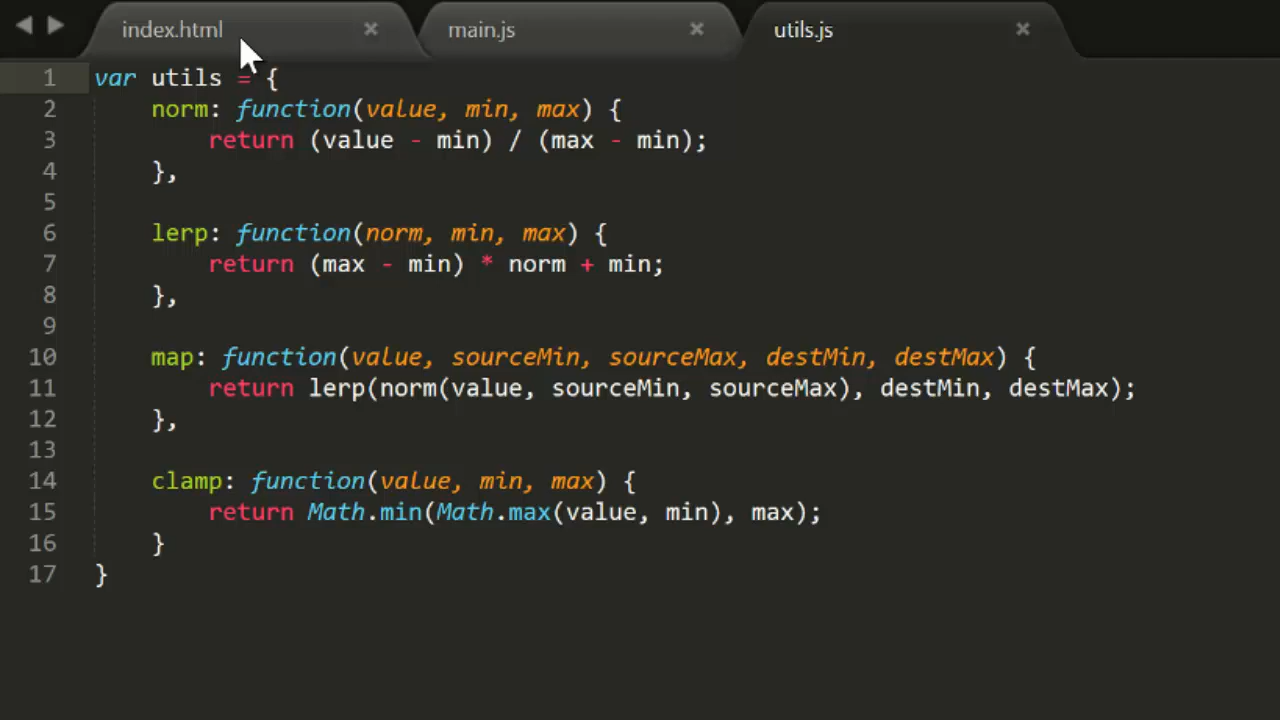 index.html × main.js × utils.js ×
1 var utils = {
2     norm: function(value, min, max) {
3         return (value - min) / (max - min);
4     },
5
6     lerp: function(norm, min, max) {
7         return (max - min) * norm + min;
8     },
9
10     map: function(value, sourceMin, sourceMax, destMin, destMax) {
11         return lerp(norm(value, sourceMin, sourceMax), destMin, destMax);
12     },
13
14     clamp: function(value, min, max) {
15         return Math.min(Math.max(value, min), max);
16     }
17 }